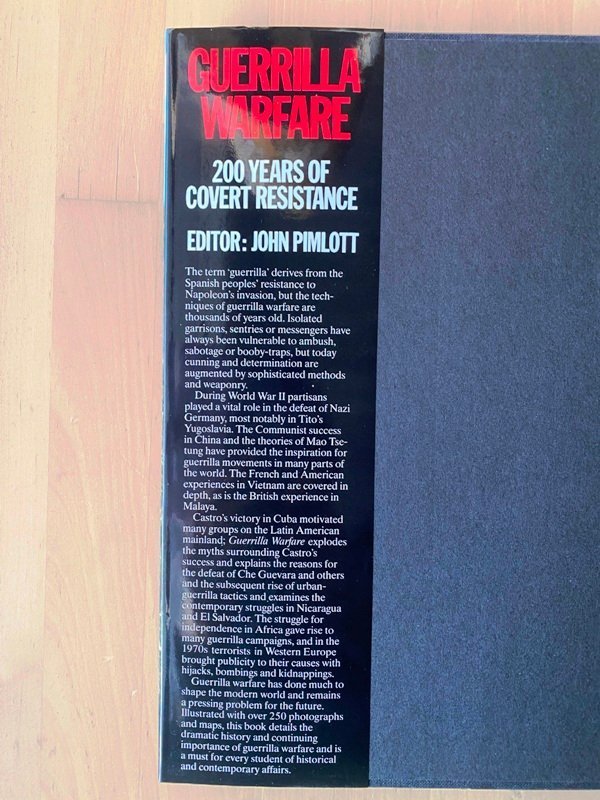 GUERRILLA
WARFARE
200 YEARS OF
COVERT RESISTANCE
EDITOR: JOHN PIMLOTT
The term 'guerrilla' derives from the
Spanish peoples' resistance to
Napoleon's invasion, but the tech-
niques of guerrilla warfare are
thousands of years old. Isolated
garrisons, sentries or messengers have
always been vulnerable to ambush,
sabotage or booby-traps, but today
cunning and determination are
augmented by sophisticated methods
and weaponry.
During World War II partisans
played a vital role in the defeat of Nazi
Germany, most notably in Tito's
Yugoslavia. The Communist success
in China and the theories of Mao Tse-
tung have provided the inspiration for
guerrilla movements in many parts of
the world. The French and American
experiences in Vietnam are covered in
depth, as is the British experience in
Malaya.
Castro's victory in Cuba motivated
many groups on the Latin American
mainland; Guerrilla Warfare explodes
the myths surrounding Castro's
success and explains the reasons for
the defeat of Che Guevara and others
and the subsequent rise of urban-
guerrilla tactics and examines the
contemporary struggles in Nicaragua
and El Salvador. The struggle for
independence in Africa gave rise to
many guerrilla campaigns, and in the
1970s terrorists in Western Europe
brought publicity to their causes with
hijacks, bombings and kidnappings.
Guerrilla warfare has done much to
shape the modern world and remains
a pressing problem for the future.
Illustrated with over 250 photographs
and maps, this book details the
dramatic history and continuing
importance of guerrilla warfare and is
a must for every student of historical
and contemporary affairs.